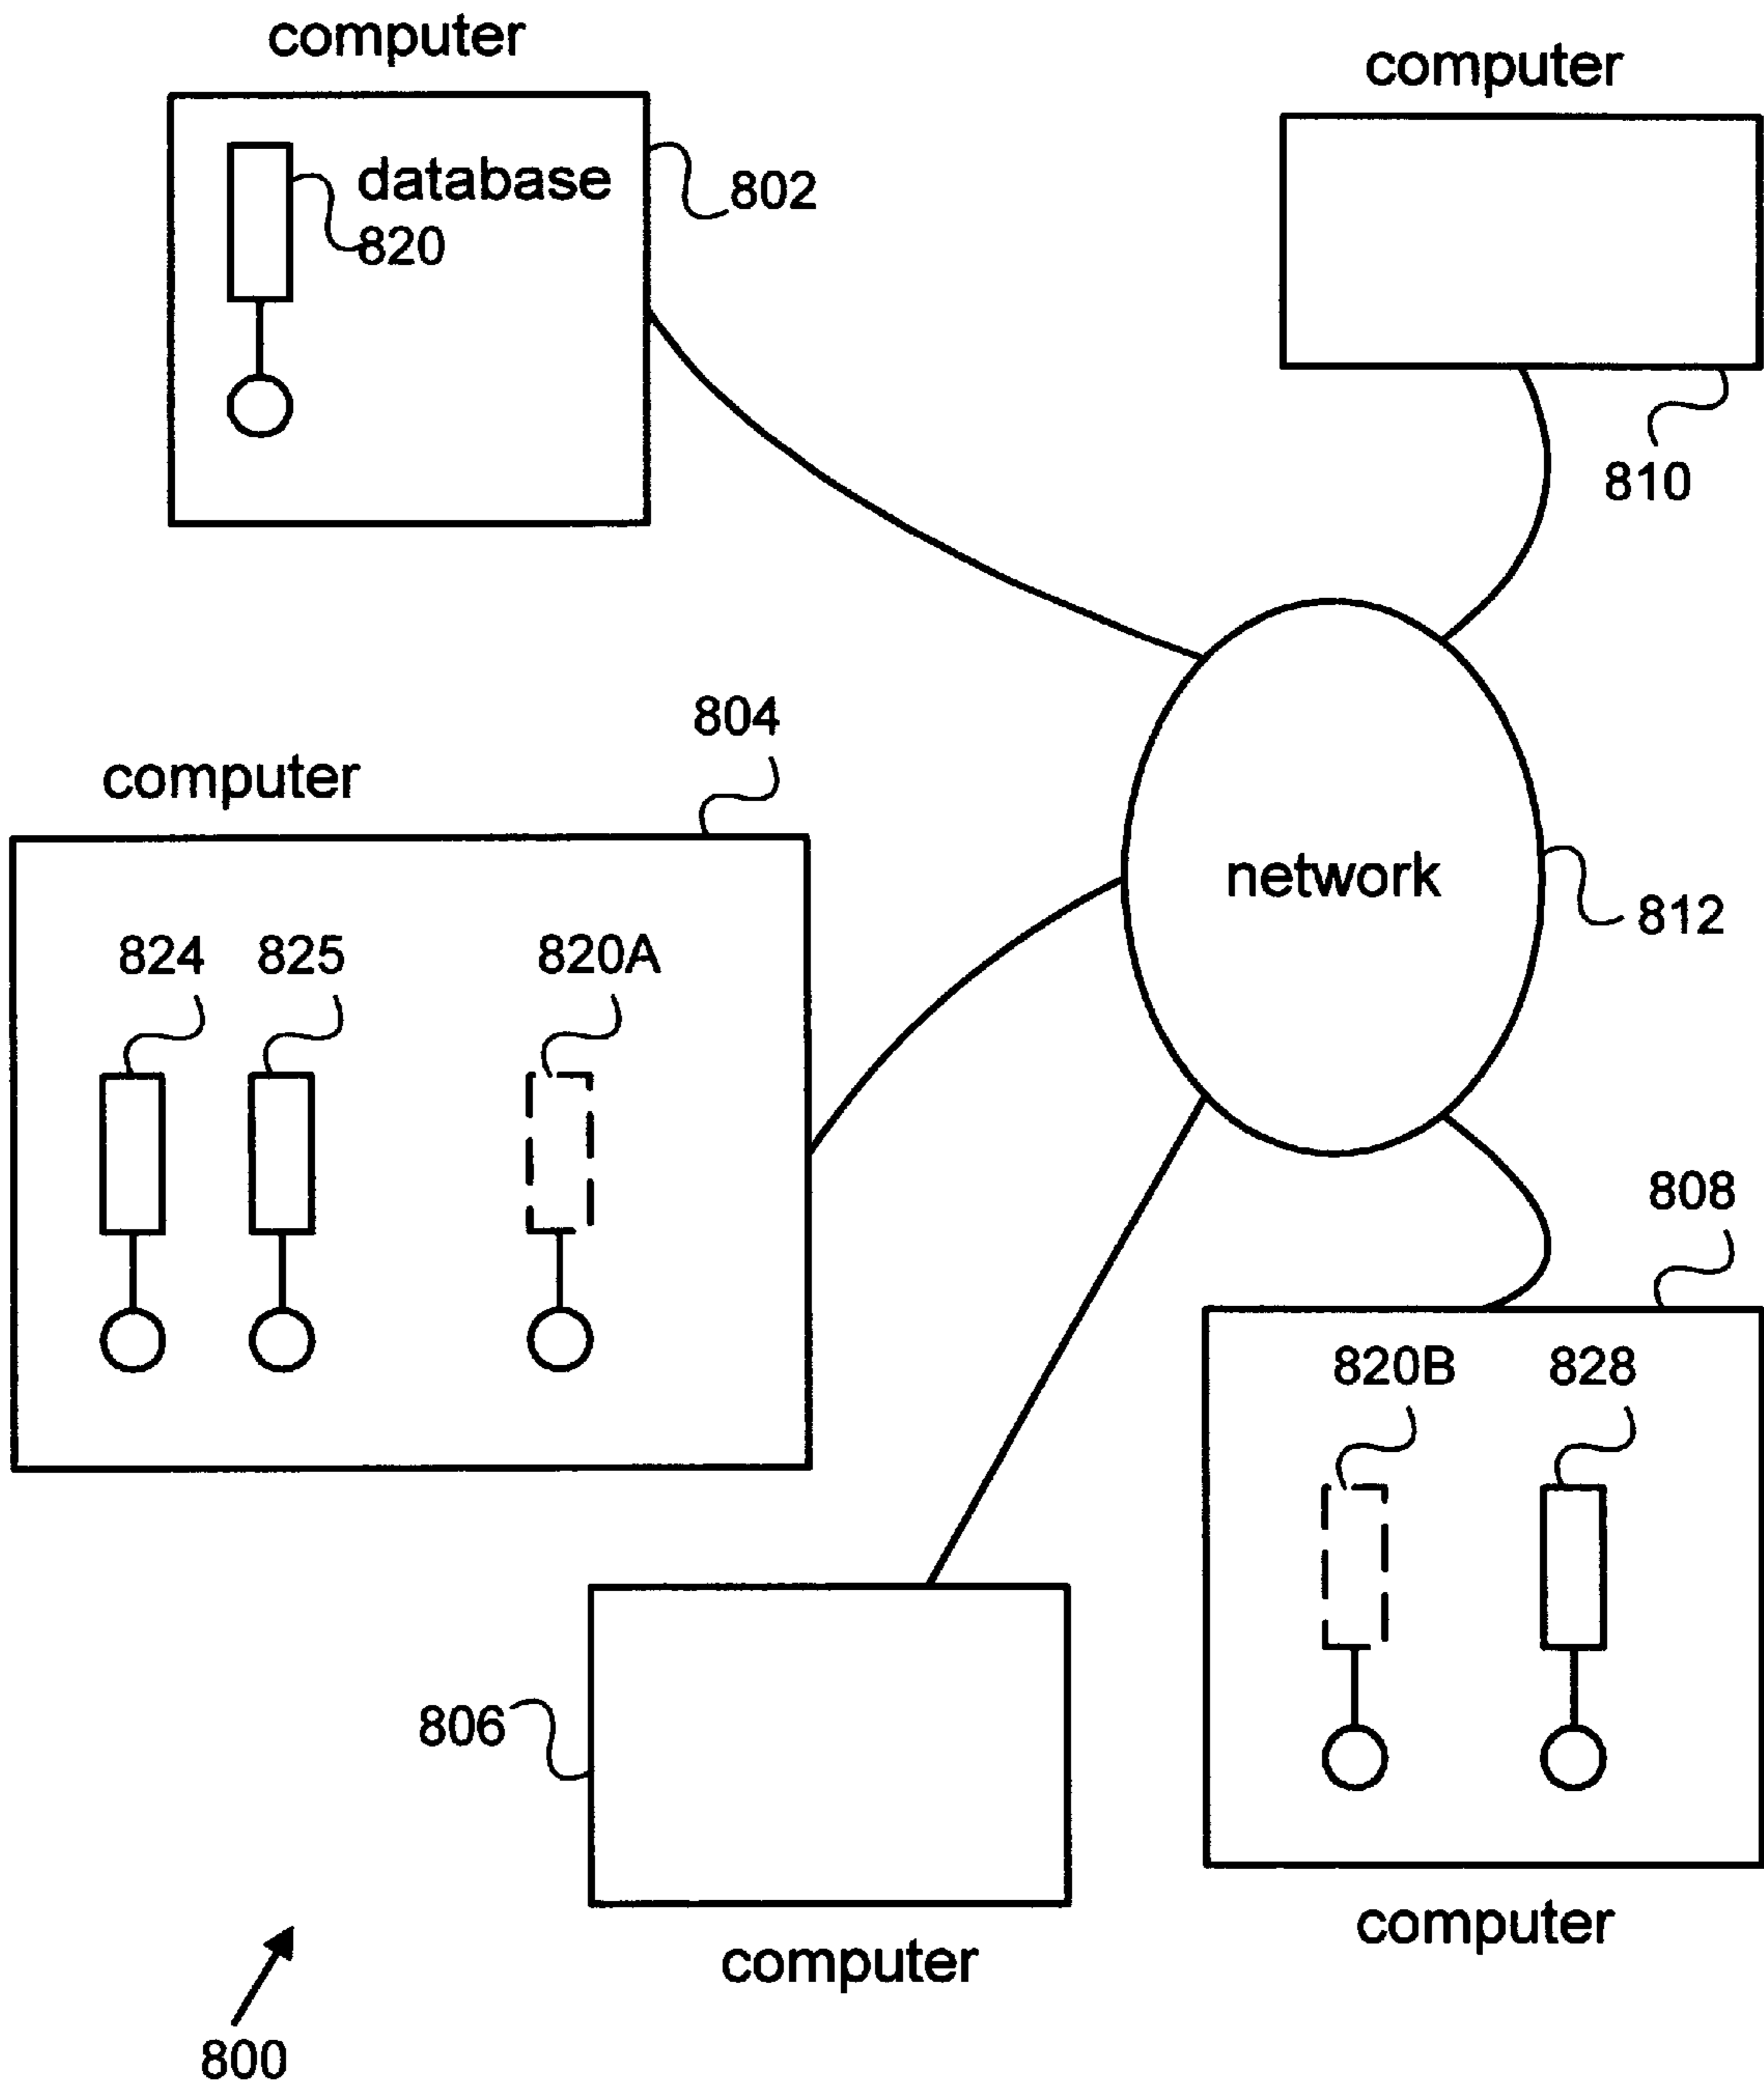 computer
computer
database
820
802
810
804
computer
network
812
824 825 820A
808
820B 828
806
computer
computer
800